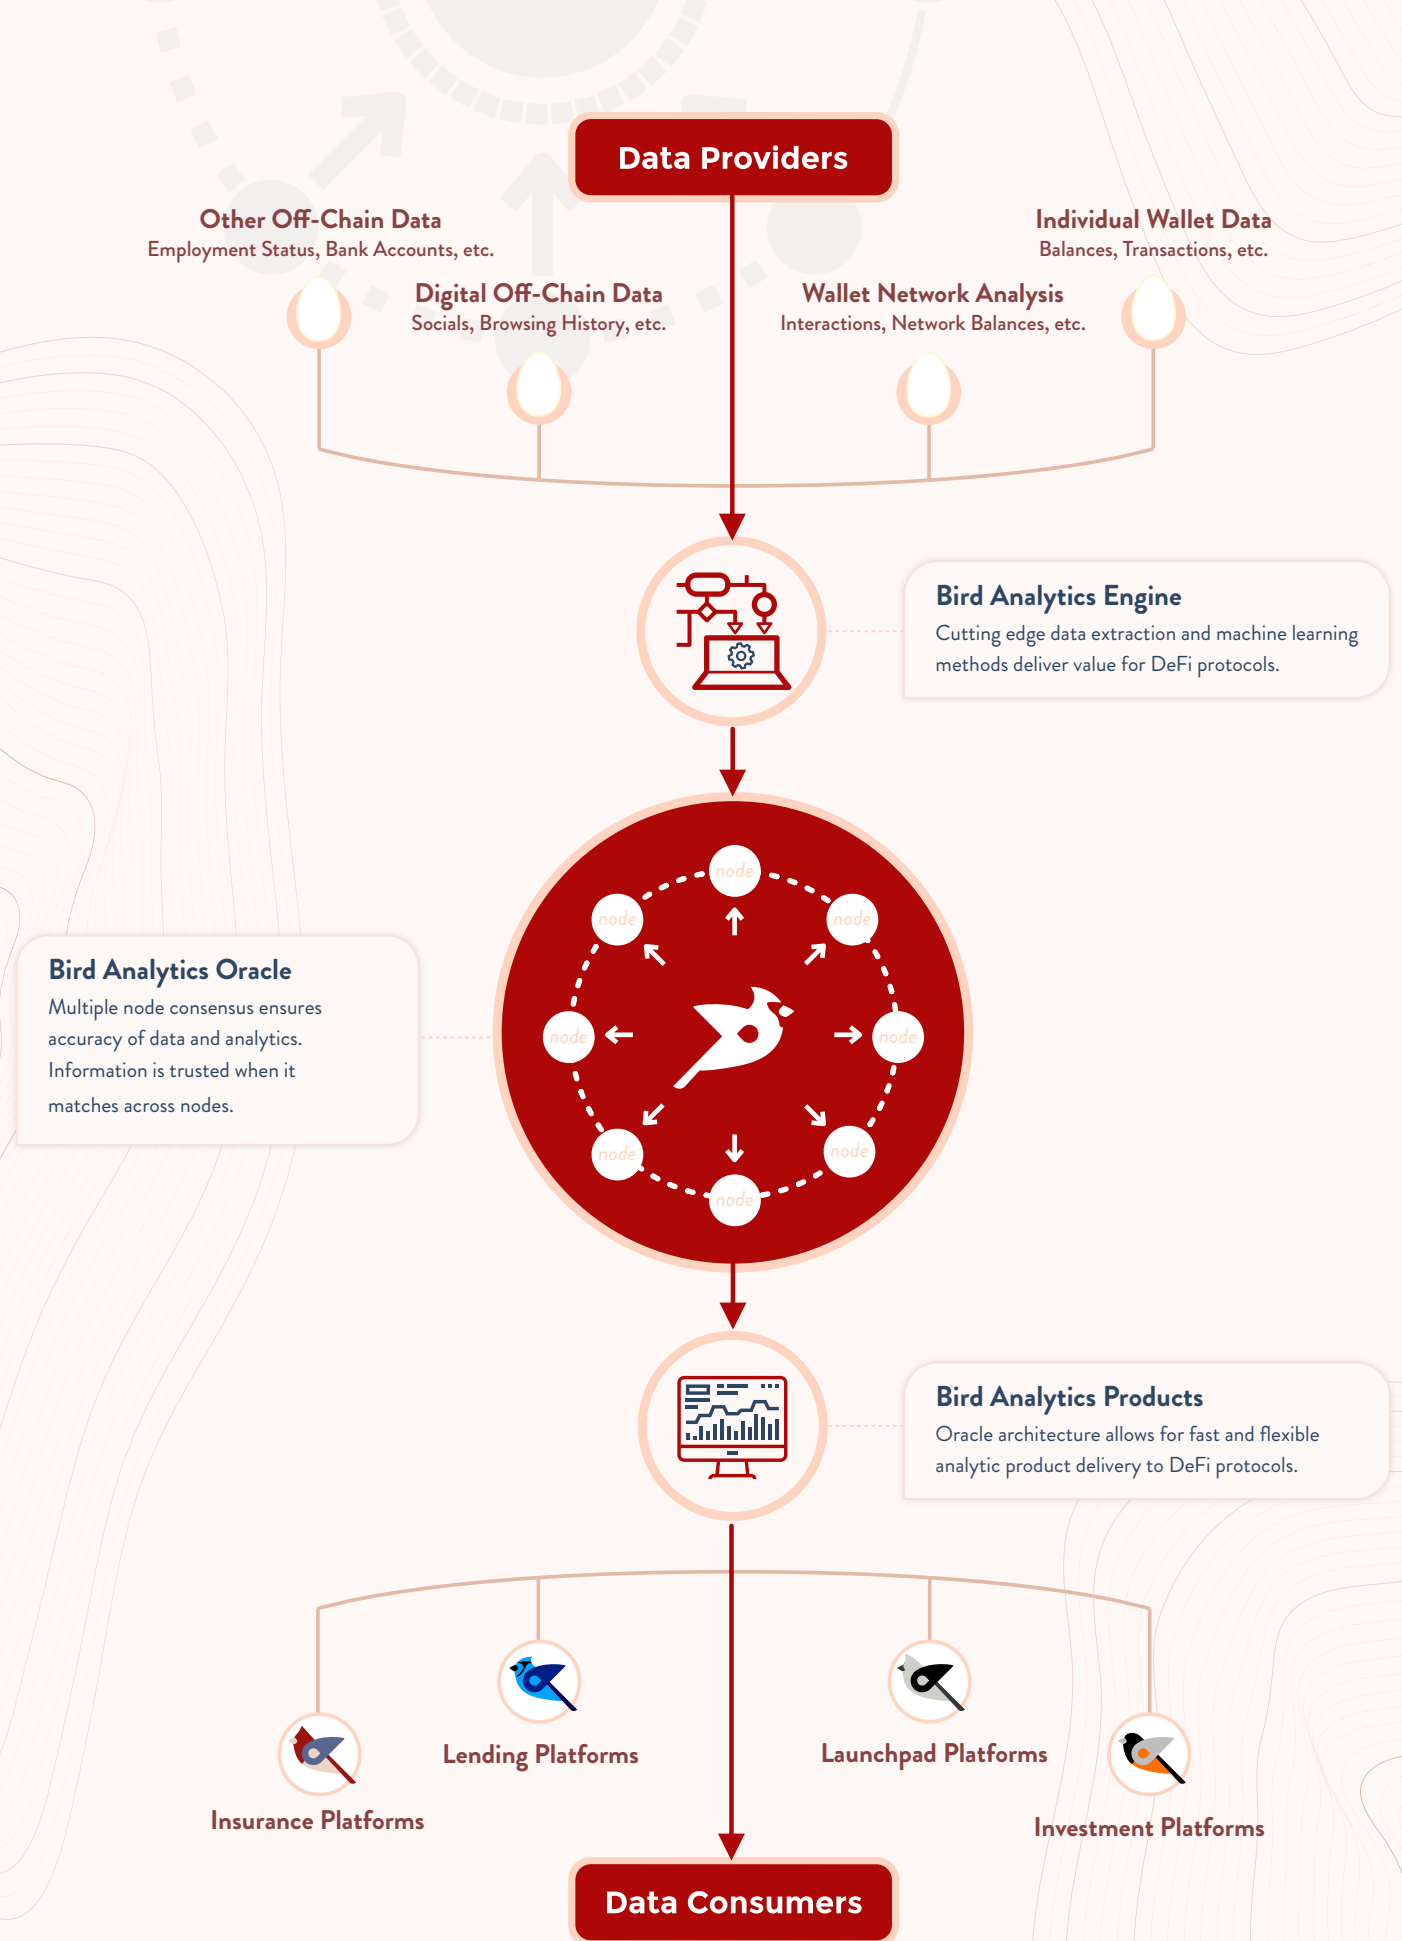 Data Providers
Other Off-Chain Data
Employment Status, Bank Accounts, etc.
Individual Wallet Data
Balances, Transactions, etc.
Digital Off-Chain Data
Socials, Browsing History, etc.
Wallet Network Analysis
Interactions, Network Balances, etc.
Bird Analytics Engine
Cutting edge data extraction and machine learning
methods deliver value for DeFi protocols.
node
node
node
Bird Analytics Oracle
Multiple node consensus ensures
accuracy of data and analytics.
Information is trusted when it
matches across nodes.
node
node
node
node
node
Bird Analytics Products
Oracle architecture allows for fast and flexible
analytic product delivery to DeFi protocols.
Lending Platforms
Launchpad Platforms
Insurance Platforms
Investment Platforms
Data Consumers